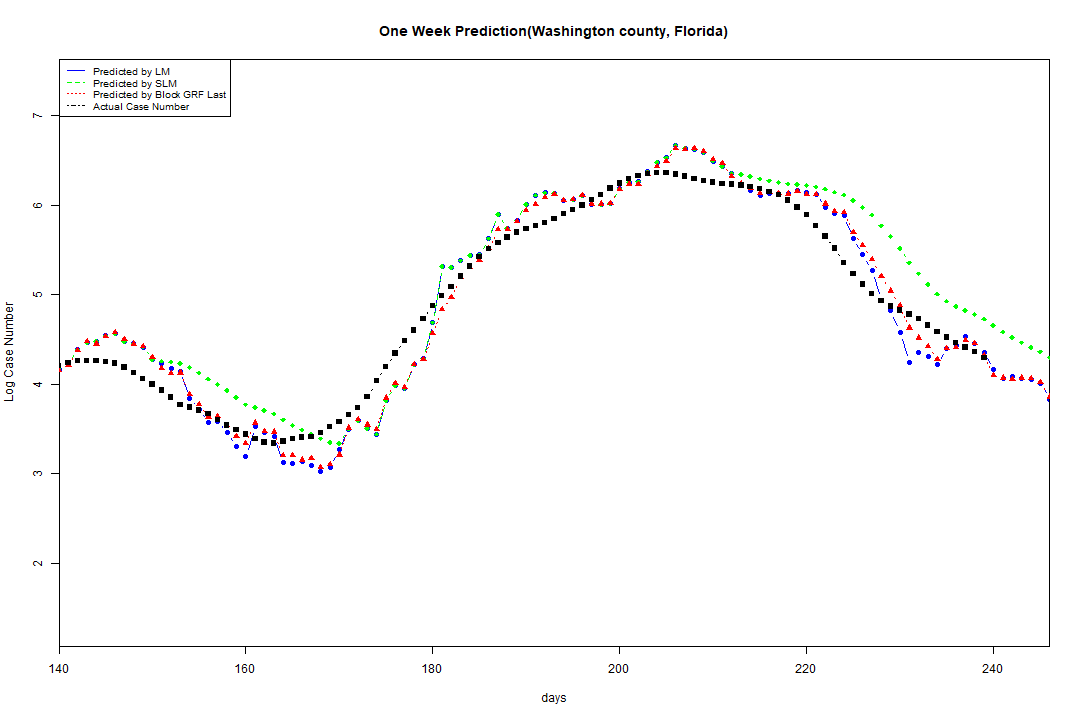 One Week Prediction(Washington county, Florida)
Predicted by LM
Predicted by SLM
Predicted by Block GRF Last
Actual Case Number
7
6
5
4
3
2
Log Case Number
140 160 180 200 220 240
days